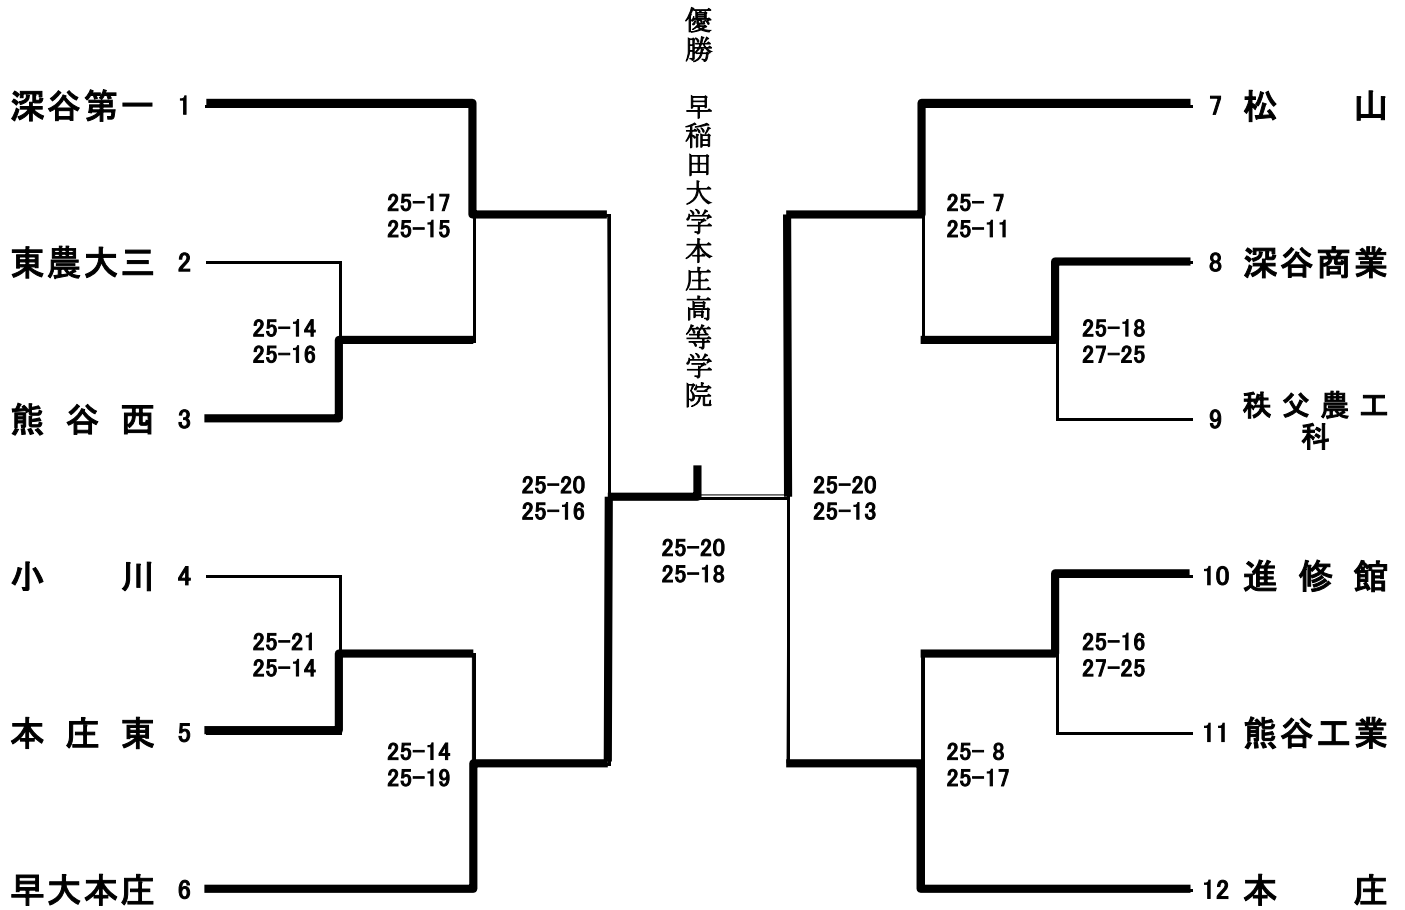 優勝 早稲田大学本庄高等学院
深谷第一 1
25-17
25-15
東農大三 2
25-14
25-16
熊谷西 3
25-20
25-16
小川 4
25-21
25-14
本庄東 5
25-14
25-19
早大本庄 6
25-20
25-18
7 松山
25- 7
25-11
8 深谷商業
25-18
27-25
9 秩父農工
科
25-20
25-13
10 進修館
25-16
27-25
11 熊谷工業
25- 8
25-17
12 本庄